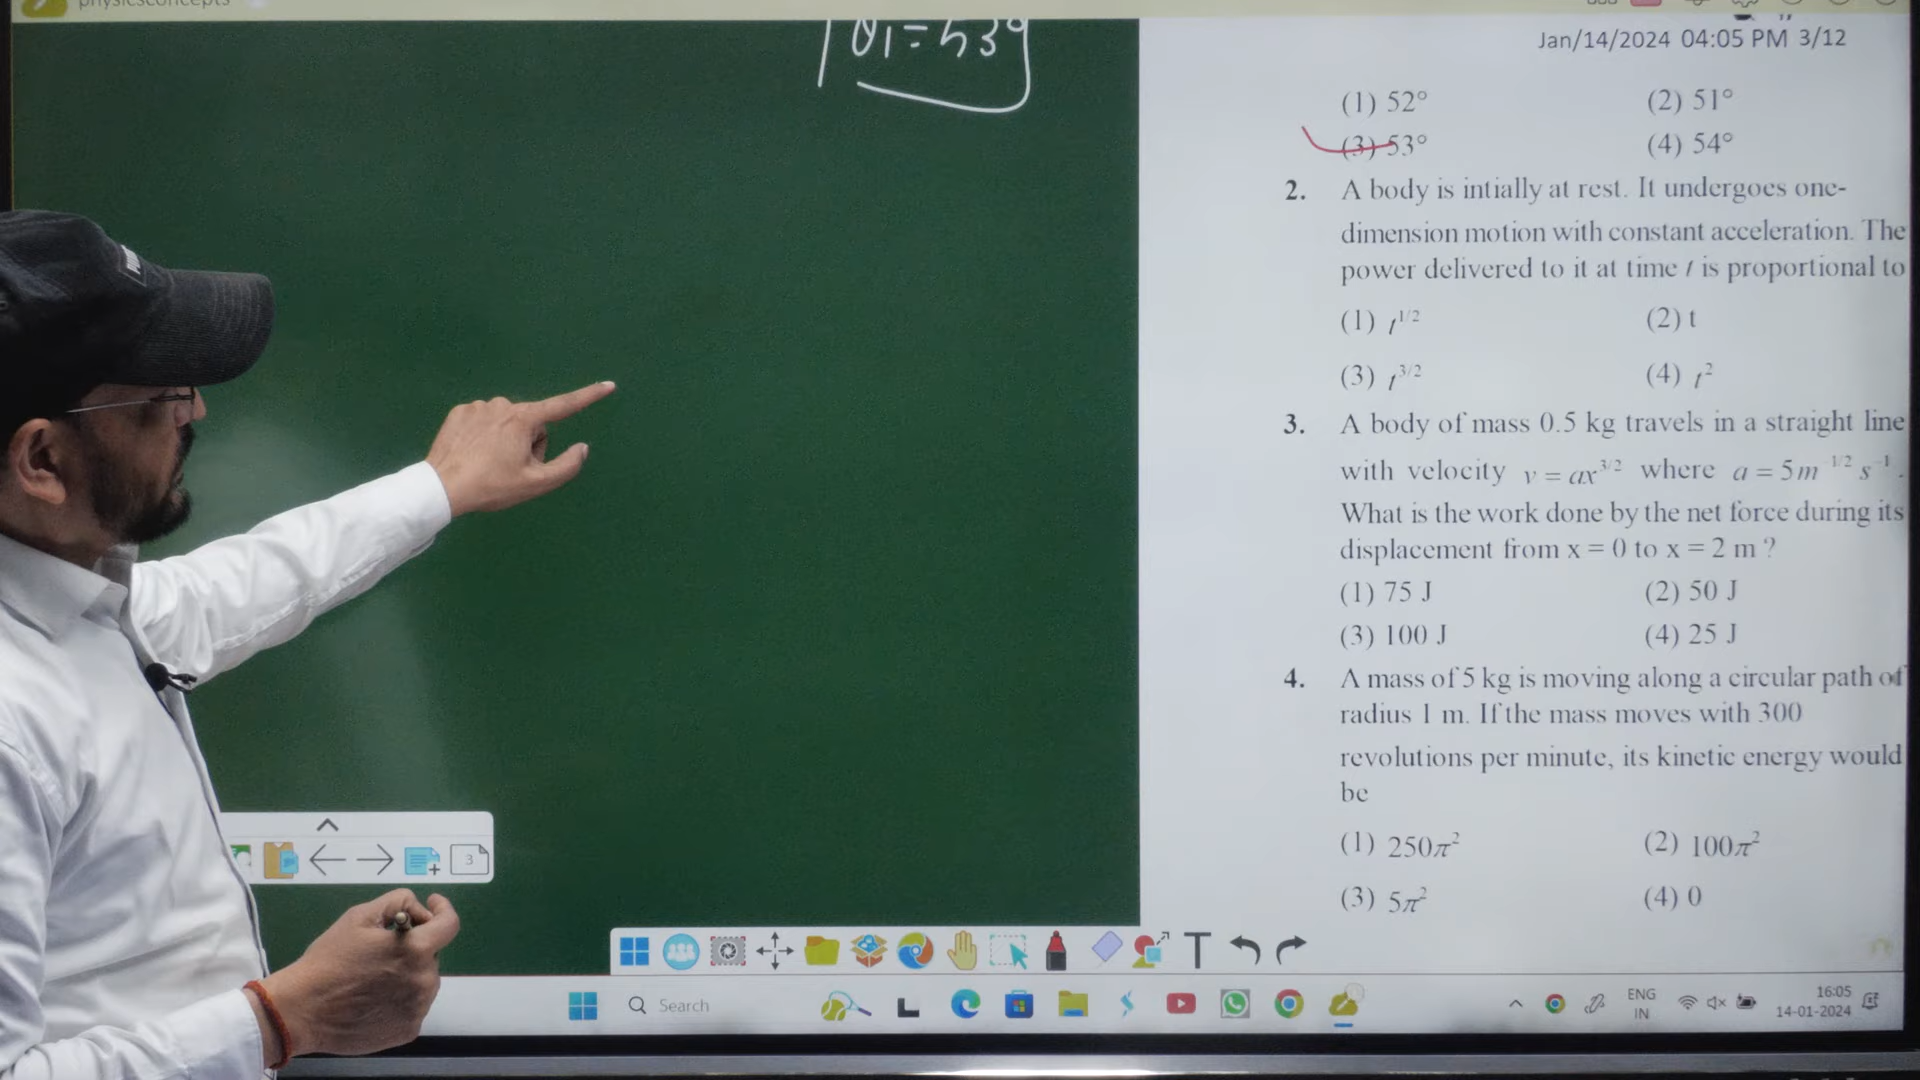 physicsconcepts
θ1 = 53°
Jan/14/2024 04:05 PM 3/12
(1) 52° (2) 51°
(3) 53° (4) 54°
2. A body is intially at rest. It undergoes one-
dimension motion with constant acceleration. The
power delivered to it at time t is proportional to
(1) t^1/2 (2) t
(3) t^3/2 (4) t^2
3. A body of mass 0.5 kg travels in a straight line
with velocity v = ax^3/2 where a = 5m^-1/2 s^-1.
What is the work done by the net force during its
displacement from x = 0 to x = 2 m ?
(1) 75 J (2) 50 J
(3) 100 J (4) 25 J
4. A mass of 5 kg is moving along a circular path of
radius 1 m. If the mass moves with 300
revolutions per minute, its kinetic energy would
be
(1) 250π² (2) 100π²
(3) 5π² (4) 0
3
T
Search
ENG
IN
16:05
14-01-2024